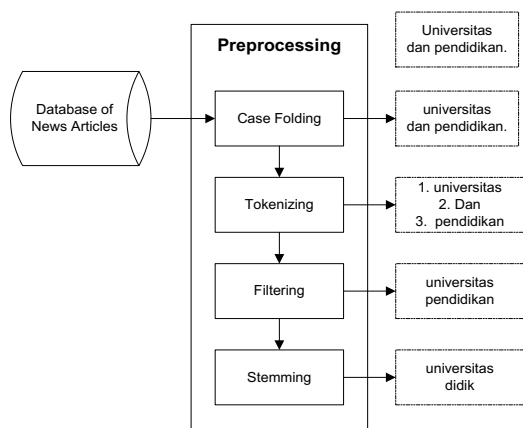 Preprocessing
Universitas
dan pendidikan.
Database of
News Articles
Case Folding
universitas
dan pendidikan.
Tokenizing
1. universitas
2. Dan
3. pendidikan
Filtering
universitas
pendidikan
Stemming
universitas
didik